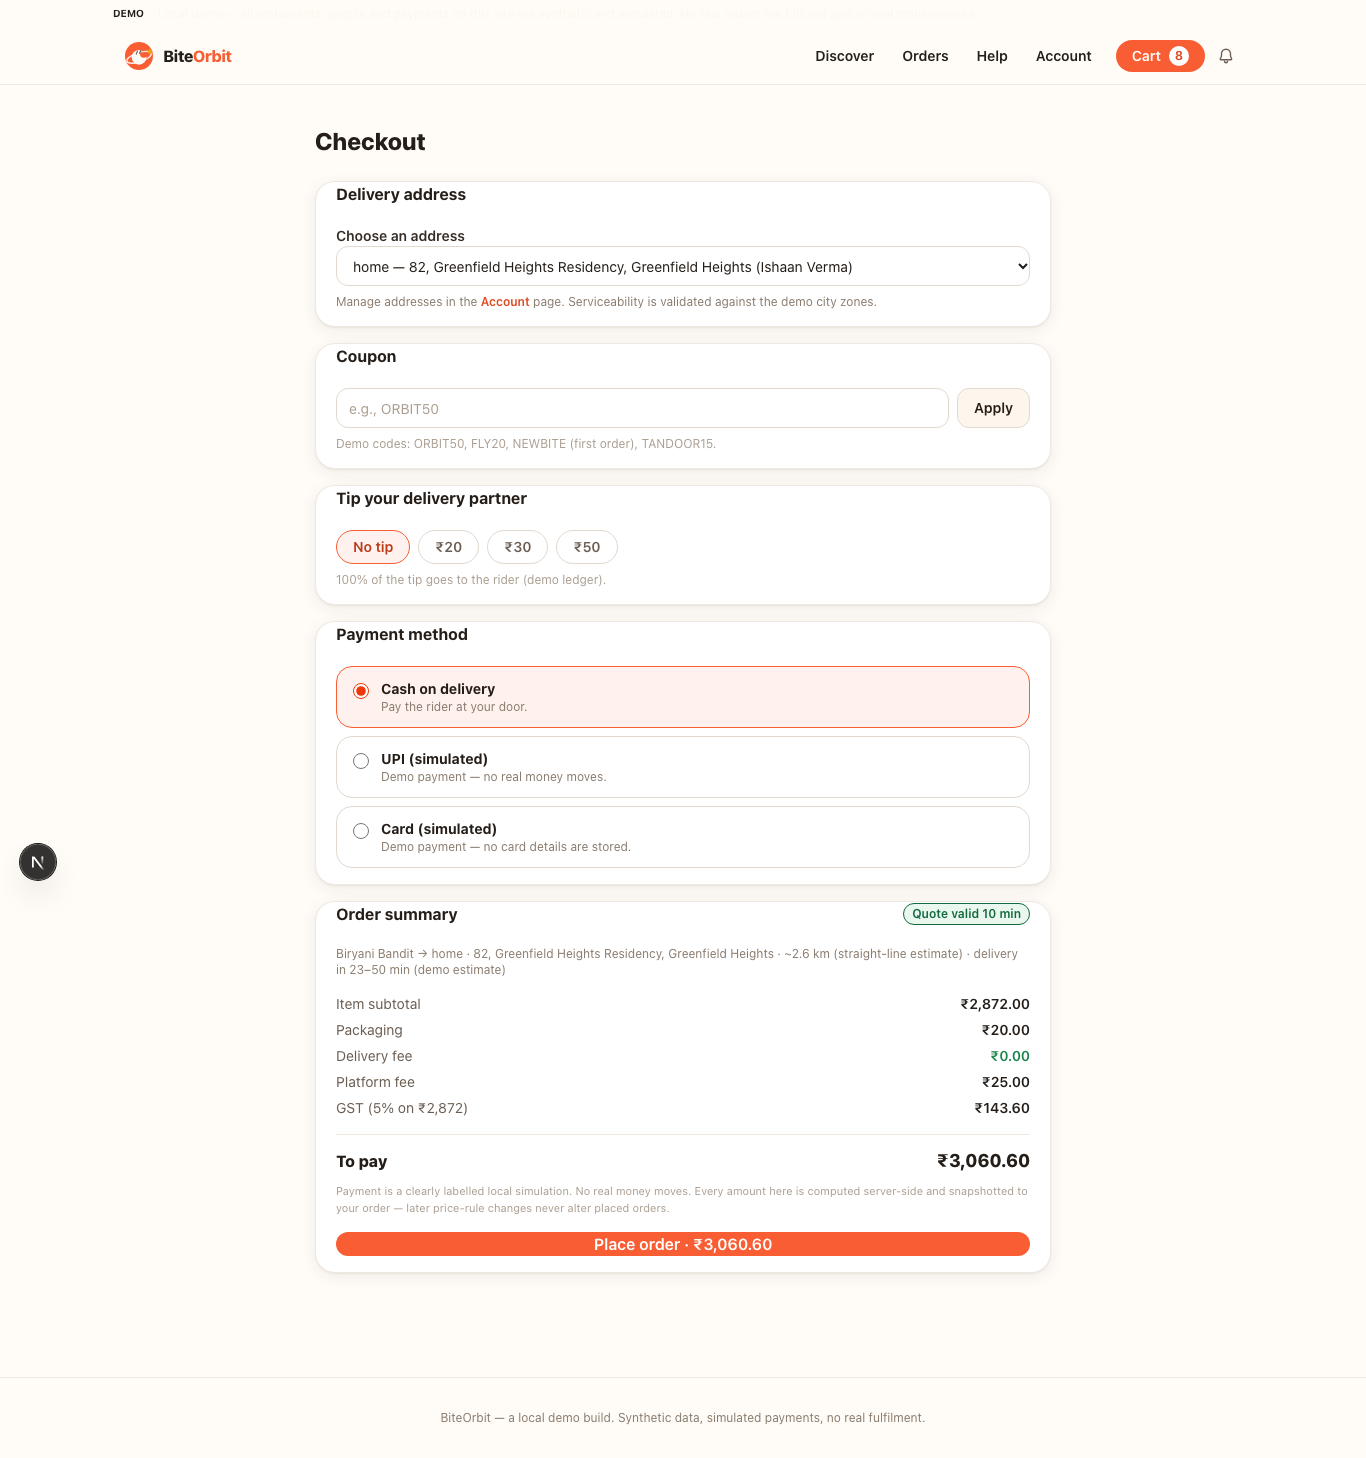 DEMO
BiteOrbit
Discover
Orders
Help
Account
Cart 8
Checkout
Delivery address
Choose an address
home — 82, Greenfield Heights Residency, Greenfield Heights (Ishaan Verma)
Manage addresses in the Account page. Serviceability is validated against the demo city zones.
Coupon
e.g., ORBIT50
Apply
Demo codes: ORBIT50, FLY20, NEWBITE (first order), TANDOOR15.
Tip your delivery partner
No tip
₹20
₹30
₹50
100% of the tip goes to the rider (demo ledger).
Payment method
Cash on delivery
Pay the rider at your door.
UPI (simulated)
Demo payment — no real money moves.
Card (simulated)
Demo payment — no card details are stored.
N
Order summary
Quote valid 10 min
Biryani Bandit → home · 82, Greenfield Heights Residency, Greenfield Heights · ~2.6 km (straight-line estimate) · delivery
in 23–50 min (demo estimate)
Item subtotal ₹2,872.00
Packaging ₹20.00
Delivery fee ₹0.00
Platform fee ₹25.00
GST (5% on ₹2,872) ₹143.60
To pay ₹3,060.60
Payment is a clearly labelled local simulation. No real money moves. Every amount here is computed server-side and snapshotted to
your order — later price-rule changes never alter placed orders.
Place order · ₹3,060.60
BiteOrbit — a local demo build. Synthetic data, simulated payments, no real fulfilment.